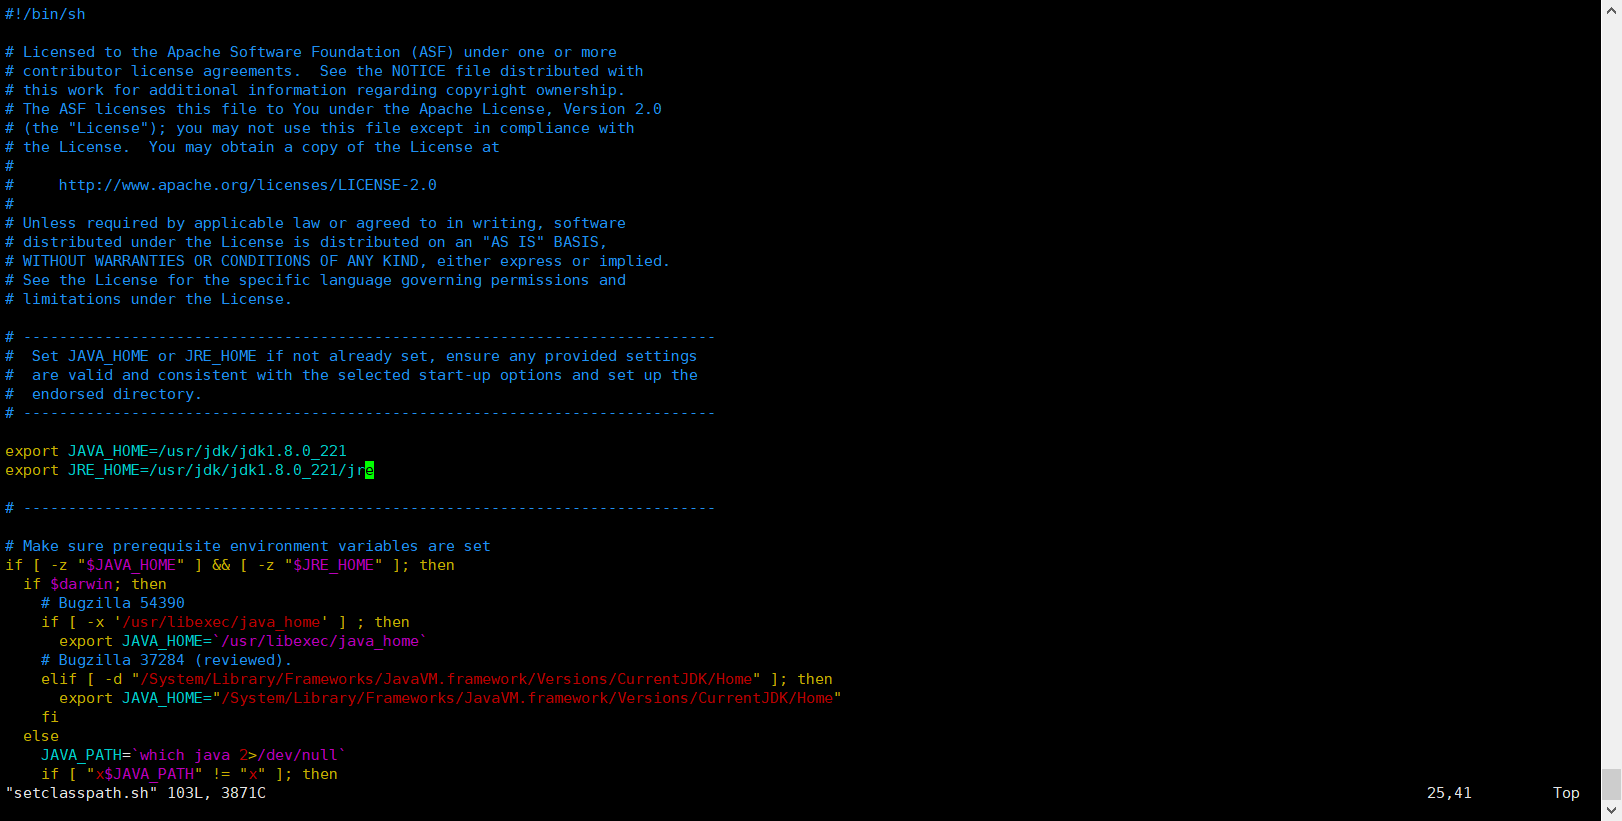 #!/bin/sh
# Licensed to the Apache Software Foundation (ASF) under one or more
# contributor license agreements.  See the NOTICE file distributed with
# this work for additional information regarding copyright ownership.
# The ASF licenses this file to You under the Apache License, Version 2.0
# (the "License"); you may not use this file except in compliance with
# the License.  You may obtain a copy of the License at
#
#     http://www.apache.org/licenses/LICENSE-2.0
#
# Unless required by applicable law or agreed to in writing, software
# distributed under the License is distributed on an "AS IS" BASIS,
# WITHOUT WARRANTIES OR CONDITIONS OF ANY KIND, either express or implied.
# See the License for the specific language governing permissions and
# limitations under the License.
# -----------------------------------------------------------------------------
#  Set JAVA_HOME or JRE_HOME if not already set, ensure any provided settings
#  are valid and consistent with the selected start-up options and set up the
#  endorsed directory.
# -----------------------------------------------------------------------------
export JAVA_HOME=/usr/jdk/jdk1.8.0_221
export JRE_HOME=/usr/jdk/jdk1.8.0_221/jre
# -----------------------------------------------------------------------------
# Make sure prerequisite environment variables are set
if [ -z "$JAVA_HOME" ] && [ -z "$JRE_HOME" ]; then
  if $darwin; then
    # Bugzilla 54390
    if [ -x '/usr/libexec/java_home' ] ; then
      export JAVA_HOME=`/usr/libexec/java_home`
    # Bugzilla 37284 (reviewed).
    elif [ -d "/System/Library/Frameworks/JavaVM.framework/Versions/CurrentJDK/Home" ]; then
      export JAVA_HOME="/System/Library/Frameworks/JavaVM.framework/Versions/CurrentJDK/Home"
    fi
  else
    JAVA_PATH=`which java 2>/dev/null`
    if [ "x$JAVA_PATH" != "x" ]; then
"setclasspath.sh" 103L, 3871C 25,41 Top